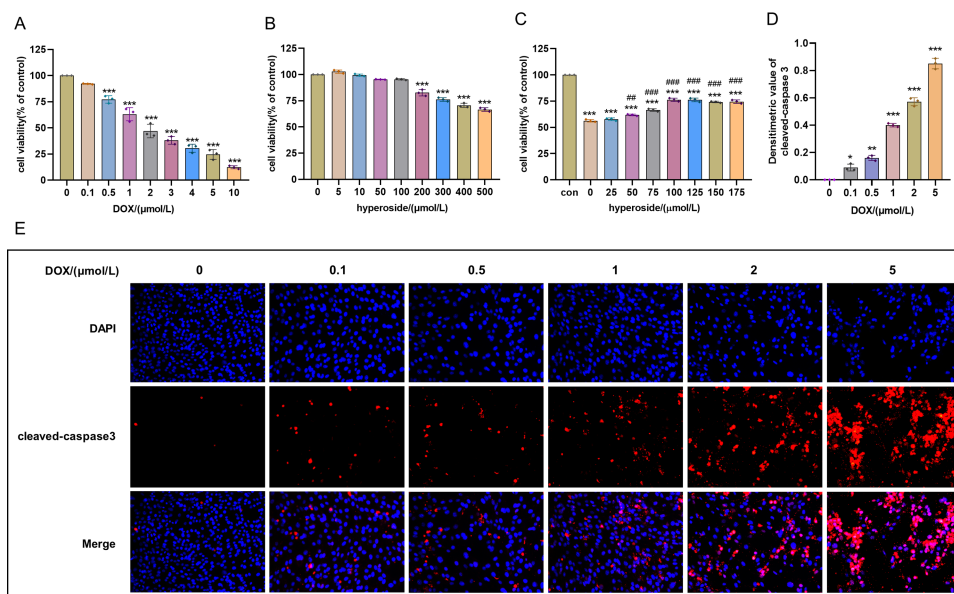 A
cell viability(% of control)
125
100
75
50
25
0
***
***
***
***
***
***
***
0 0.1 0.5 1 2 3 4 5 10
DOX/(μmol/L)
B
cell viability(% of control)
125
100
75
50
25
0
***
***
***
***
0 5 10 50 100 200 300 400 500
hyperoside/(μmol/L)
C
cell viability(% of control)
125
100
75
50
25
0
## ### ### ### ### ###
*** *** *** *** *** *** *** ***
con 0 25 50 75 100 125 150 175
hyperoside/(μmol/L)
D
Densitimetric value of
cleaved-caspase 3
1.0
0.8
0.6
0.4
0.2
0.0
*
**
***
***
***
0 0.1 0.5 1 2 5
DOX/(μmol/L)
E
DOX/(μmol/L) 0 0.1 0.5 1 2 5
DAPI
cleaved-caspase3
Merge